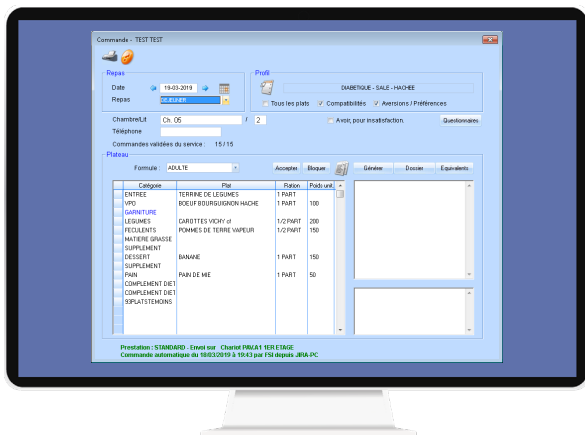 Commande - TEST TEST
Repas
Profil
Date 19-03-2019
DIABETIQUE - SALE - HACHEE
Repas DEJEUNER
Tous les plats Compatibilités Aversions / Préférences
Chambre/Lit Ch. 05 / 2 Avoir, pour insatisfaction. Questionnaires
Téléphone
Commandes validées du service : 15 / 15
Plateau
Formule : ADULTE Accepter Bloquer Générer Dossier Equivalents
Catégorie Plat Ration Poids unit.
ENTREE TERRINE DE LEGUMES 1 PART
VPO BOEUF BOURGUIGNON HACHE 1 PART 100
GARNITURE
LEGUMES CAROTTES VICHY cf 1/2 PART 200
FECULENTS POMMES DE TERRE VAPEUR 1/2 PART 150
MATIERE GRASSE
SUPPLEMENT
DESSERT BANANE 1 PART 150
SUPPLEMENT
PAIN PAIN DE MIE 1 PART 50
COMPLEMENT DIET
COMPLEMENT DIET
93PLATSTEMOINS
Prestation : STANDARD - Envoi sur : Chariot PAV.A1 1ER ETAGE
Commande automatique du 18/03/2019 à 19:43 par FSI depuis JIRA-PC